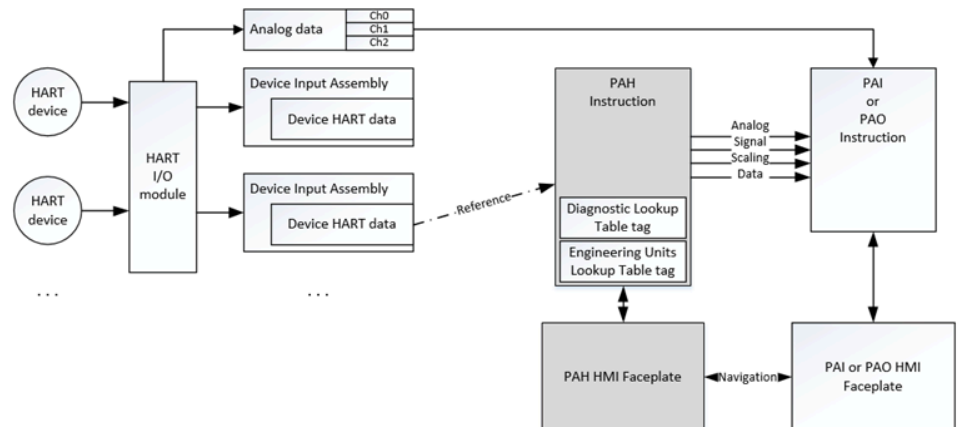 Analog data
Ch0
Ch1
Ch2
HART
device
HART
device
. . .
HART
I/O
module
Device Input Assembly
Device HART data
Device Input Assembly
Device HART data
. . .
Reference
PAH
Instruction
Diagnostic Lookup
Table tag
Engineering Units
Lookup Table tag
Analog
Signal
Scaling
Data
PAI
or
PAO
Instruction
PAH HMI Faceplate
Navigation
PAI or PAO HMI
Faceplate